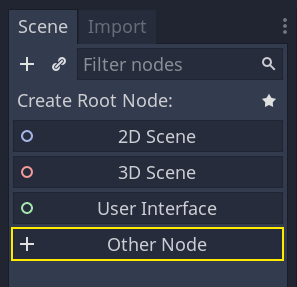 Scene Import
Filter nodes
Create Root Node:
2D Scene
3D Scene
User Interface
Other Node